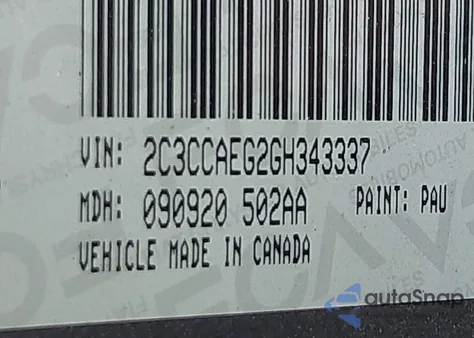 VIN: 2C3CCAEG2GH343337
MDH: 090920 502AA PAINT: PAU
VEHICLE MADE IN CANADA
autoSnap